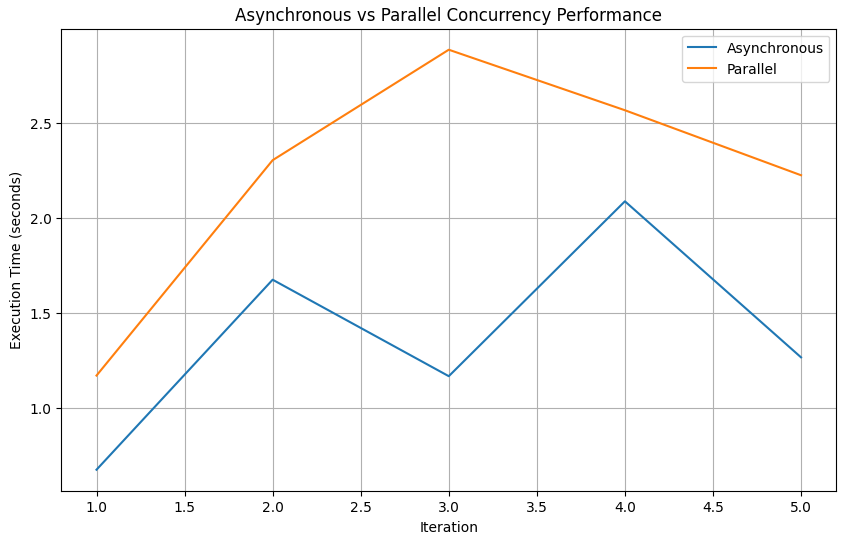 Asynchronous vs Parallel Concurrency Performance
Asynchronous
Parallel
Execution Time (seconds)
2.5
2.0
1.5
1.0
1.0 1.5 2.0 2.5 3.0 3.5 4.0 4.5 5.0
Iteration